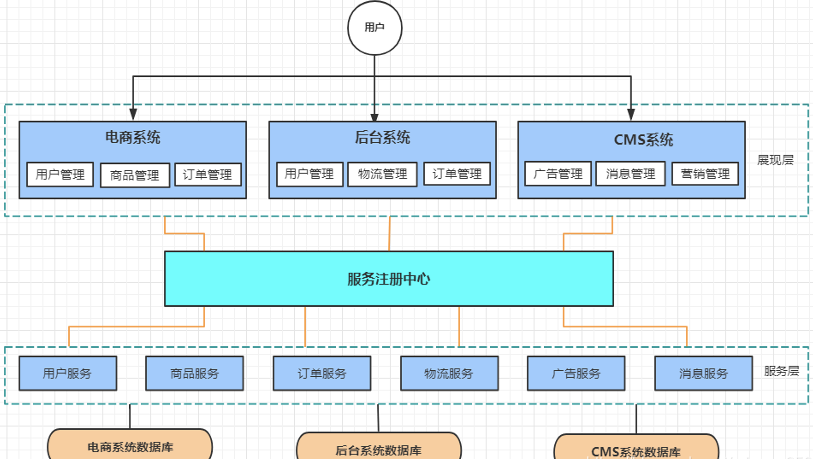 用户
电商系统
后台系统
CMS系统
用户管理
商品管理
订单管理
用户管理
物流管理
订单管理
广告管理
消息管理
营销管理
展现层
服务注册中心
用户服务
商品服务
订单服务
物流服务
广告服务
消息服务
服务层
电商系统数据库
后台系统数据库
CMS系统数据库